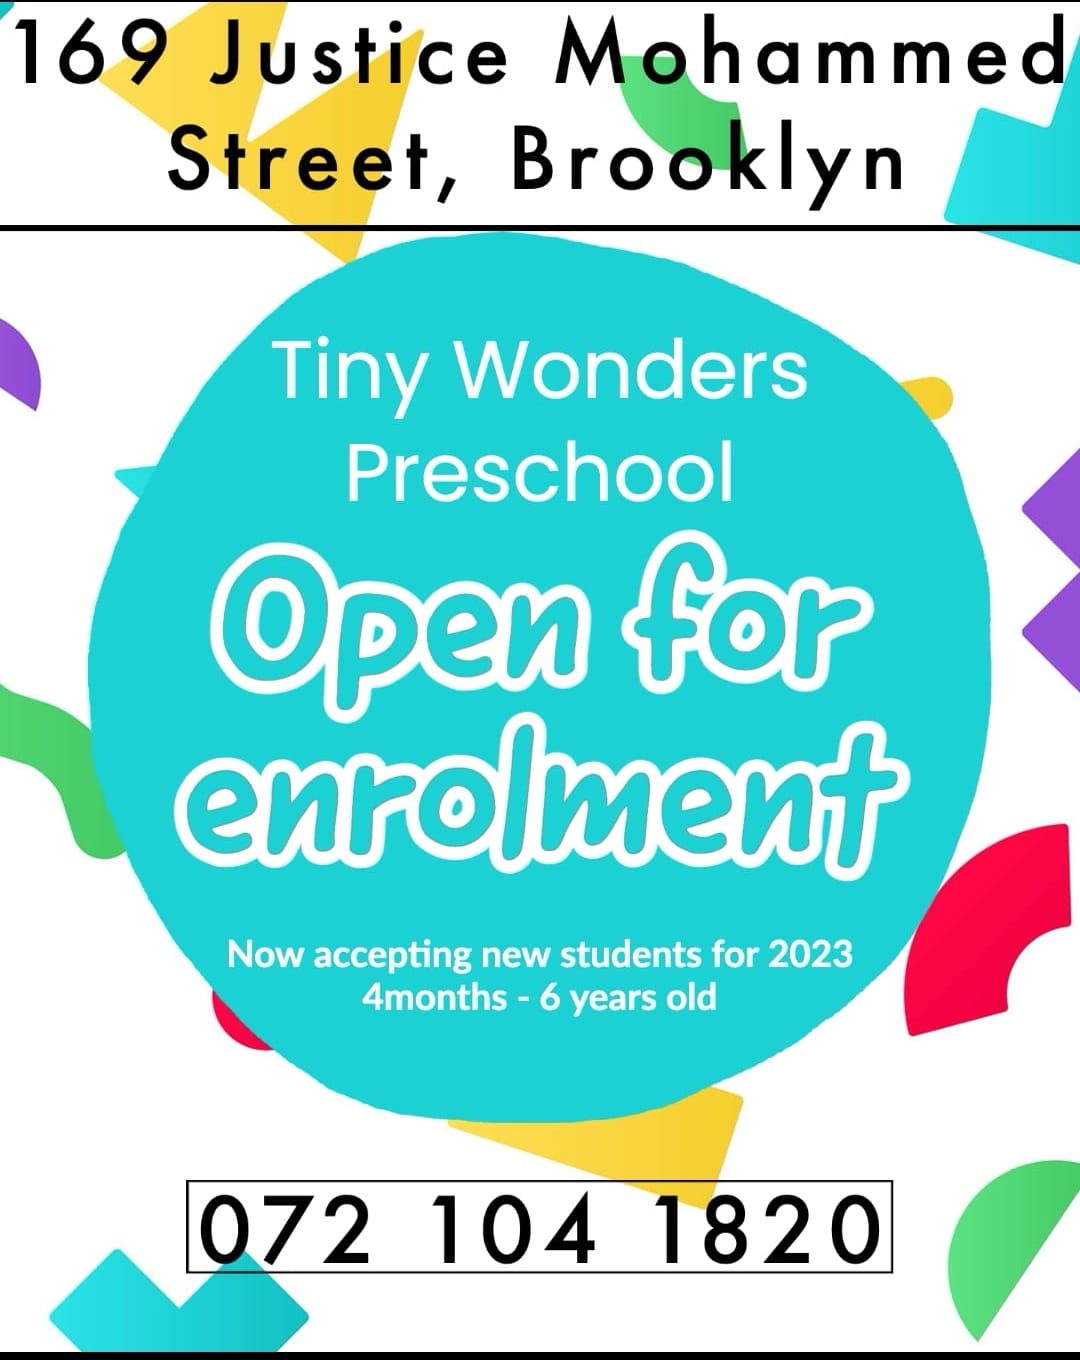 169 Justice Mohammed
Street, Brooklyn
Tiny Wonders
Preschool
Open for
enrolment
Now accepting new students for 2023
4months - 6 years old
072 104 1820